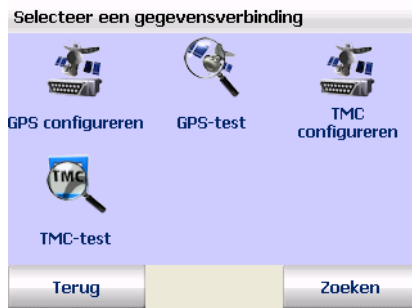 Selecteer een gegevensverbinding
GPS configureren
GPS-test
TMC
configureren
TMC
TMC-test
Terug
Zoeken